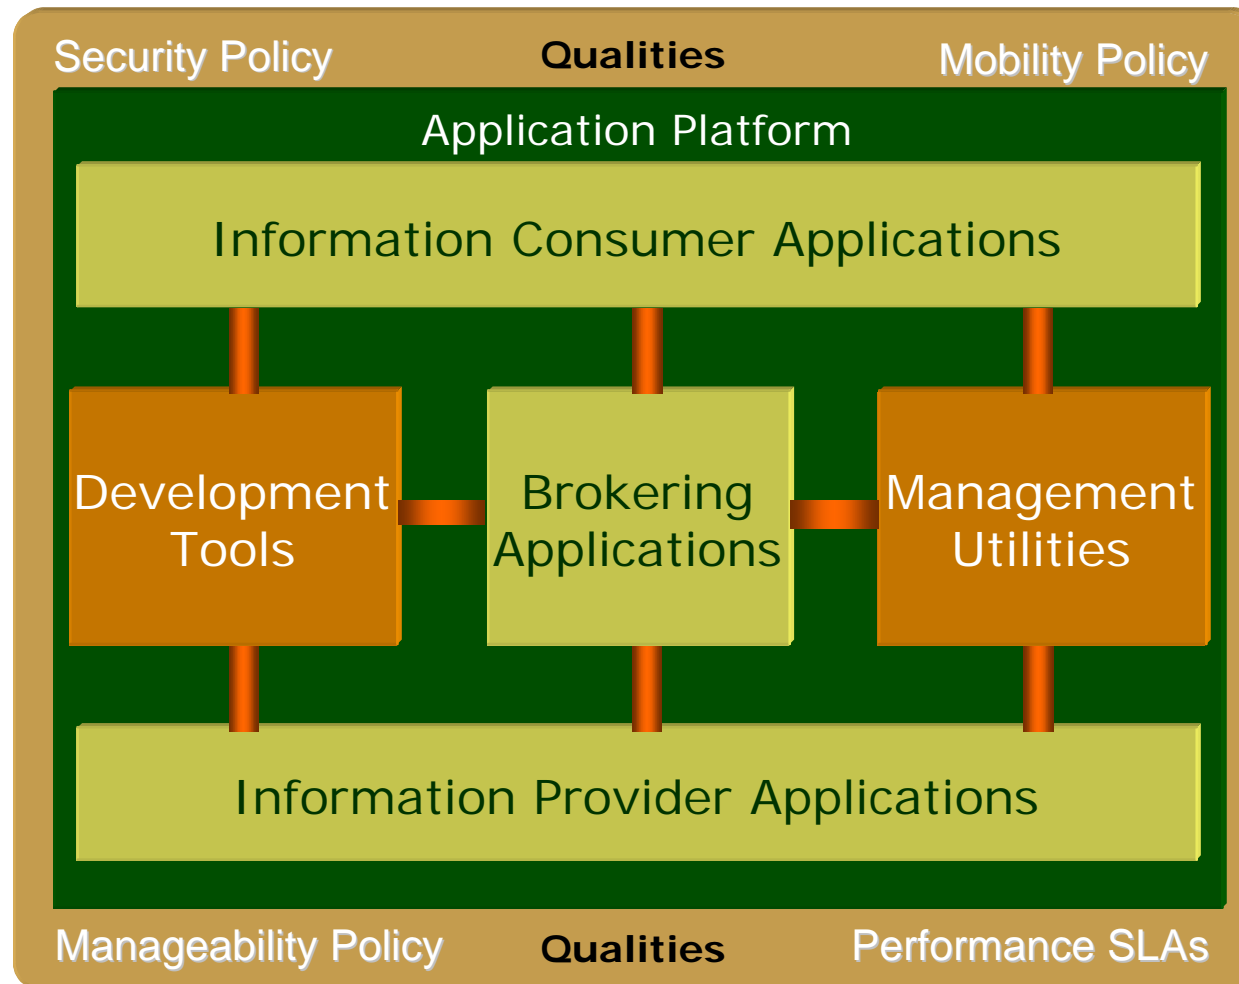 Security Policy
Qualities
Mobility Policy
Application Platform
Information Consumer Applications
Development
Tools
Brokering
Applications
Management
Utilities
Information Provider Applications
Manageability Policy
Qualities
Performance SLAs